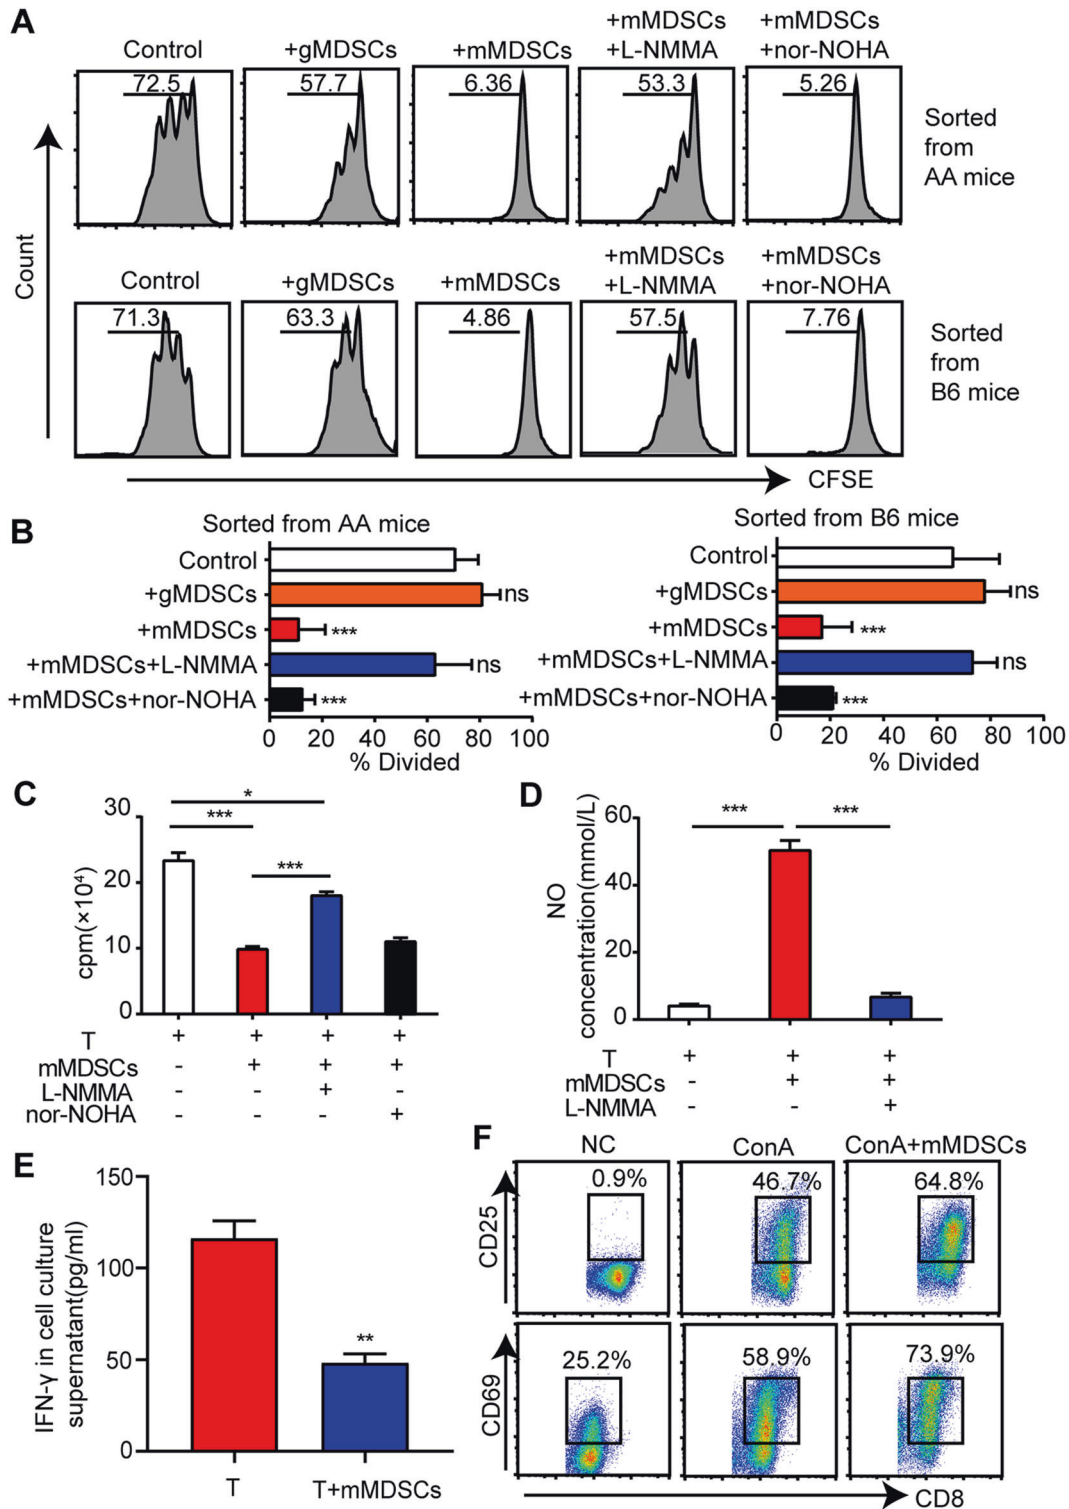 A
Control
+gMDSCs
+mMDSCs
+mMDSCs
+L-NMMA
+mMDSCs
+nor-NOHA
72.5
57.7
6.36
53.3
5.26
Sorted
from
AA mice
Count
Control
+gMDSCs
+mMDSCs
+mMDSCs
+L-NMMA
+mMDSCs
+nor-NOHA
71.3
63.3
4.86
57.5
7.76
Sorted
from
B6 mice
CFSE
B
Sorted from AA mice
Control
+gMDSCs
ns
+mMDSCs
***
+mMDSCs+L-NMMA
ns
+mMDSCs+nor-NOHA
***
0 20 40 60 80 100
% Divided
Sorted from B6 mice
Control
+gMDSCs
ns
+mMDSCs
***
+mMDSCs+L-NMMA
ns
+mMDSCs+nor-NOHA
***
0 20 40 60 80 100
% Divided
C
cpm(×10⁴)
30
20
10
0
*
***
***
T + + + +
mMDSCs - + + +
L-NMMA - - + -
nor-NOHA - - - +
D
NO
concentration(mmol/L)
60
40
20
0
*** ***
T + + +
mMDSCs - + +
L-NMMA - - +
E
IFN-γ in cell culture
supernatant(pg/ml)
150
100
50
0
**
T T+mMDSCs
F
NC ConA ConA+mMDSCs
CD25
0.9% 46.7% 64.8%
CD69
25.2% 58.9% 73.9%
CD8